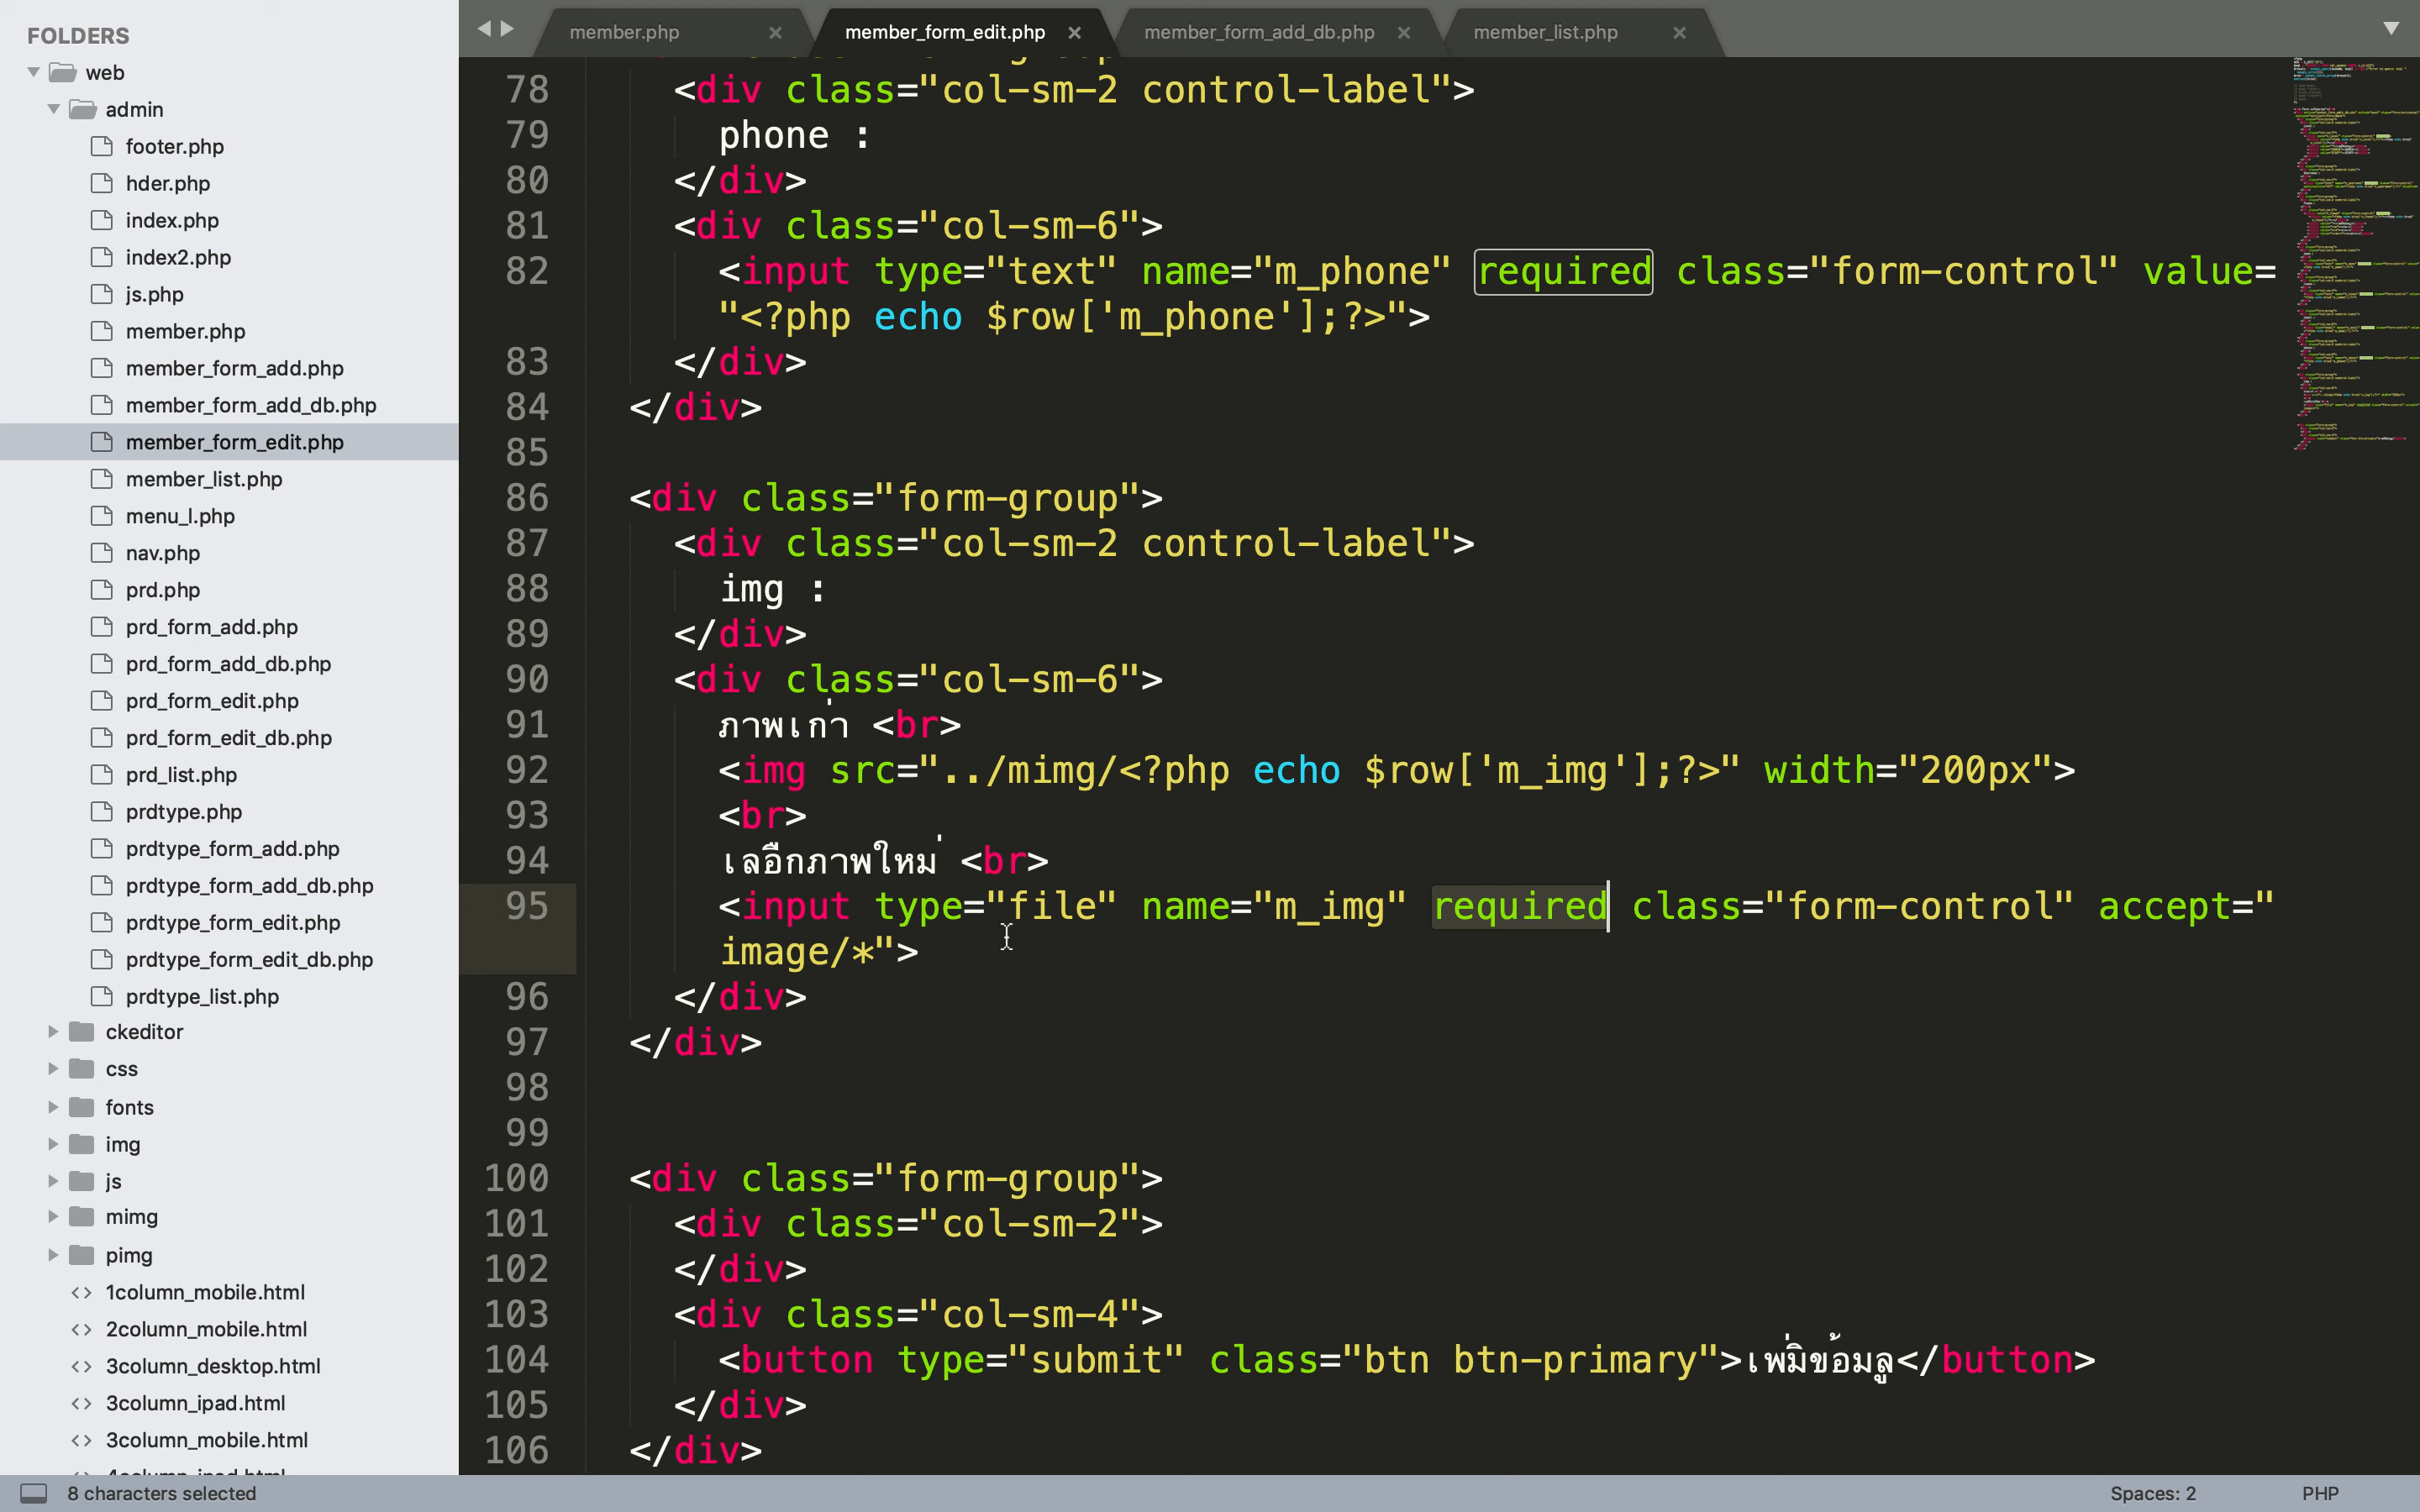 FOLDERS
web
admin
footer.php
hder.php
index.php
index2.php
js.php
member.php
member_form_add.php
member_form_add_db.php
member_form_edit.php
member_list.php
menu_l.php
nav.php
prd.php
prd_form_add.php
prd_form_add_db.php
prd_form_edit.php
prd_form_edit_db.php
prd_list.php
prdtype.php
prdtype_form_add.php
prdtype_form_add_db.php
prdtype_form_edit.php
prdtype_form_edit_db.php
prdtype_list.php
ckeditor
css
fonts
img
js
mimg
pimg
1column_mobile.html
2column_mobile.html
3column_desktop.html
3column_ipad.html
3column_mobile.html
member.php
member_form_edit.php
member_form_add_db.php
member_list.php
78 <div class="col-sm-2 control-label">
79 phone :
80 </div>
81 <div class="col-sm-6">
82 <input type="text" name="m_phone" required class="form-control" value=
"<?php echo $row['m_phone'];?>">
83 </div>
84 </div>
85
86 <div class="form-group">
87 <div class="col-sm-2 control-label">
88 img :
89 </div>
90 <div class="col-sm-6">
91 ภาพเก่า <br>
92 <img src="../mimg/<?php echo $row['m_img'];?>" width="200px">
93 <br>
94 เลือกภาพใหม่ <br>
95 <input type="file" name="m_img" required class="form-control" accept="
image/*">
96 </div>
97 </div>
98
99
100 <div class="form-group">
101 <div class="col-sm-2">
102 </div>
103 <div class="col-sm-4">
104 <button type="submit" class="btn btn-primary">เพิ่มข้อมูล</button>
105 </div>
106 </div>
8 characters selected
Spaces: 2
PHP